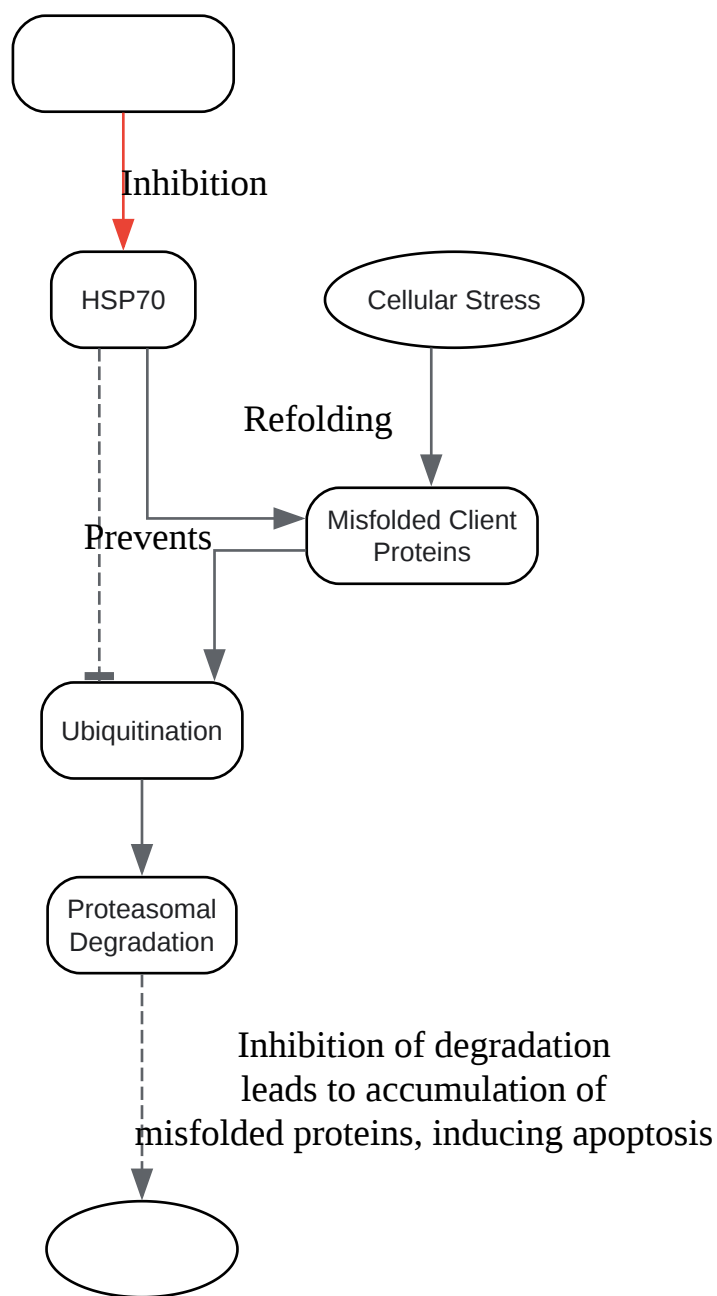 Inhibition
HSP70
Cellular Stress
Refolding
Misfolded Client
Proteins
Prevents
Ubiquitination
Proteasomal
Degradation
Inhibition of degradation
leads to accumulation of
misfolded proteins, inducing apoptosis